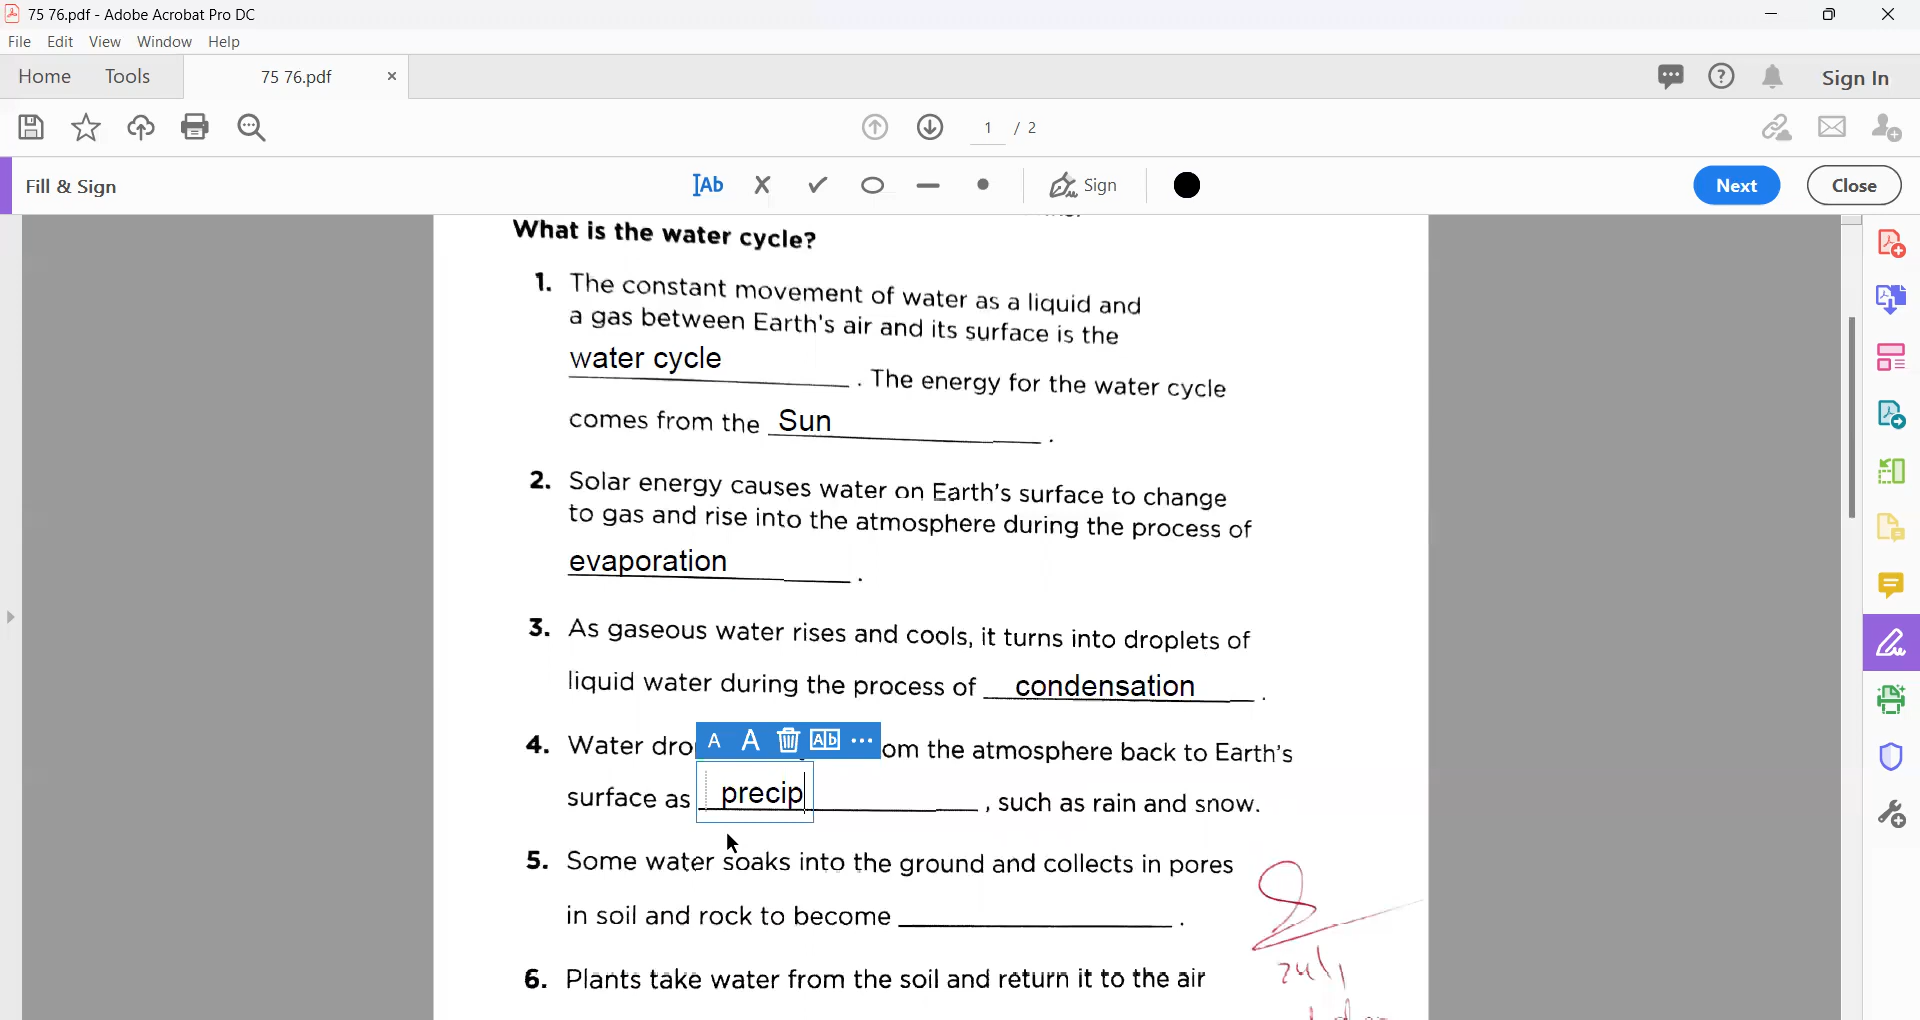 75 76.pdf - Adobe Acrobat Pro DC
File Edit View Window Help
Home Tools 75 76.pdf Sign In
1 / 2
Fill & Sign Ab Sign Next Close
What is the water cycle?
1. The constant movement of water as a liquid and
a gas between Earth's air and its surface is the
water cycle . The energy for the water cycle
comes from the Sun .
2. Solar energy causes water on Earth's surface to change
to gas and rise into the atmosphere during the process of
evaporation .
3. As gaseous water rises and cools, it turns into droplets of
liquid water during the process of condensation .
A A Ab
4. Water dro om the atmosphere back to Earth's
surface as precip , such as rain and snow.
5. Some water soaks into the ground and collects in pores
in soil and rock to become .
6. Plants take water from the soil and return it to the air